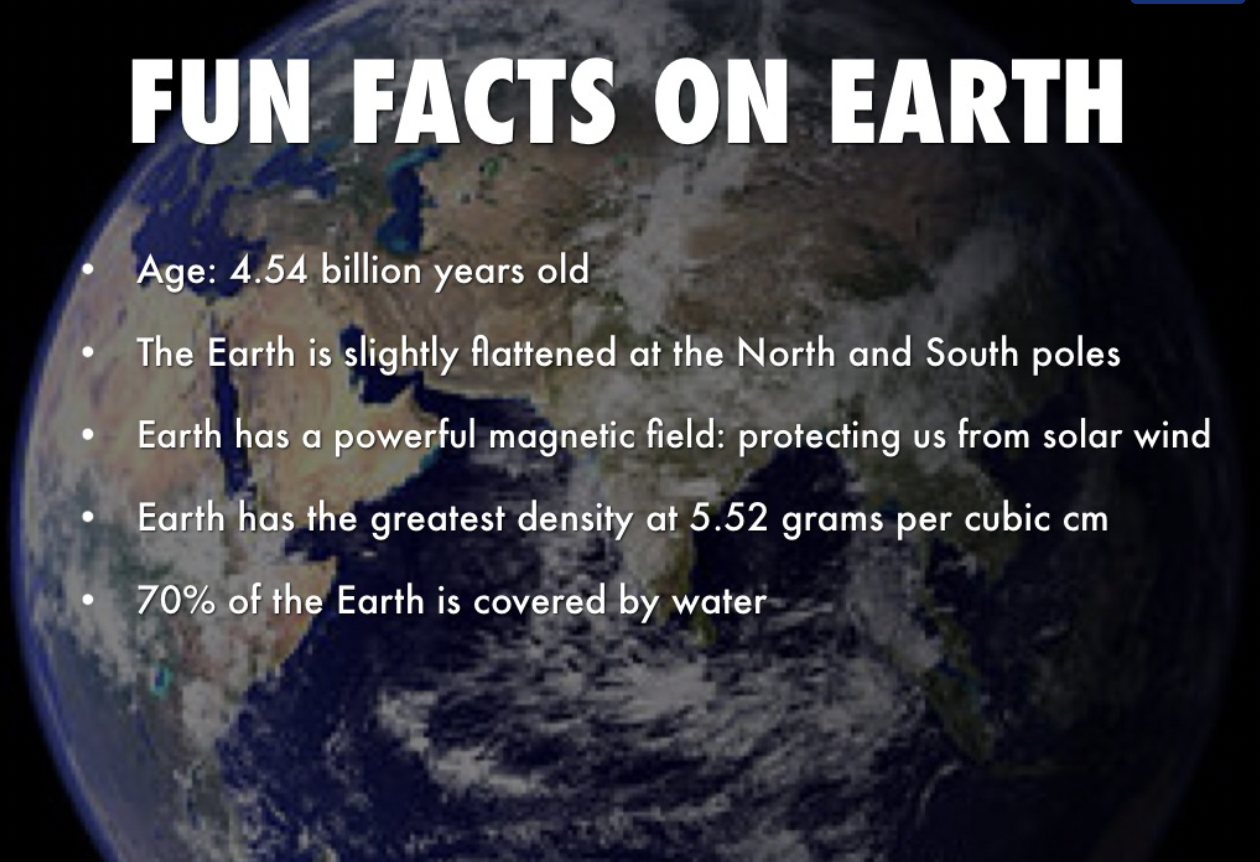 FUN FACTS ON EARTH
• Age: 4.54 billion years old
• The Earth is slightly flattened at the North and South poles
• Earth has a powerful magnetic field: protecting us from solar wind
• Earth has the greatest density at 5.52 grams per cubic cm
• 70% of the Earth is covered by water